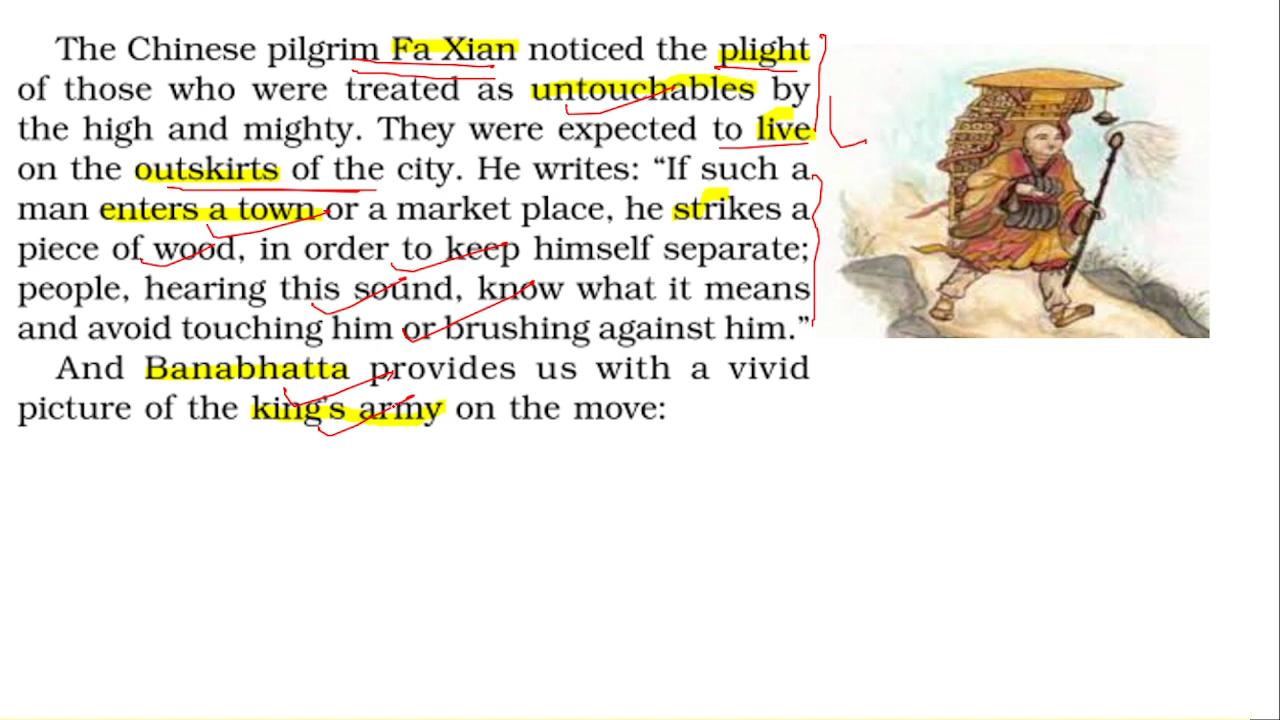 The Chinese pilgrim Fa Xian noticed the plight
of those who were treated as untouchables by
the high and mighty. They were expected to live
on the outskirts of the city. He writes: “If such a
man enters a town or a market place, he strikes a
piece of wood, in order to keep himself separate;
people, hearing this sound, know what it means
and avoid touching him or brushing against him.”
And Banabhatta provides us with a vivid
picture of the king's army on the move: